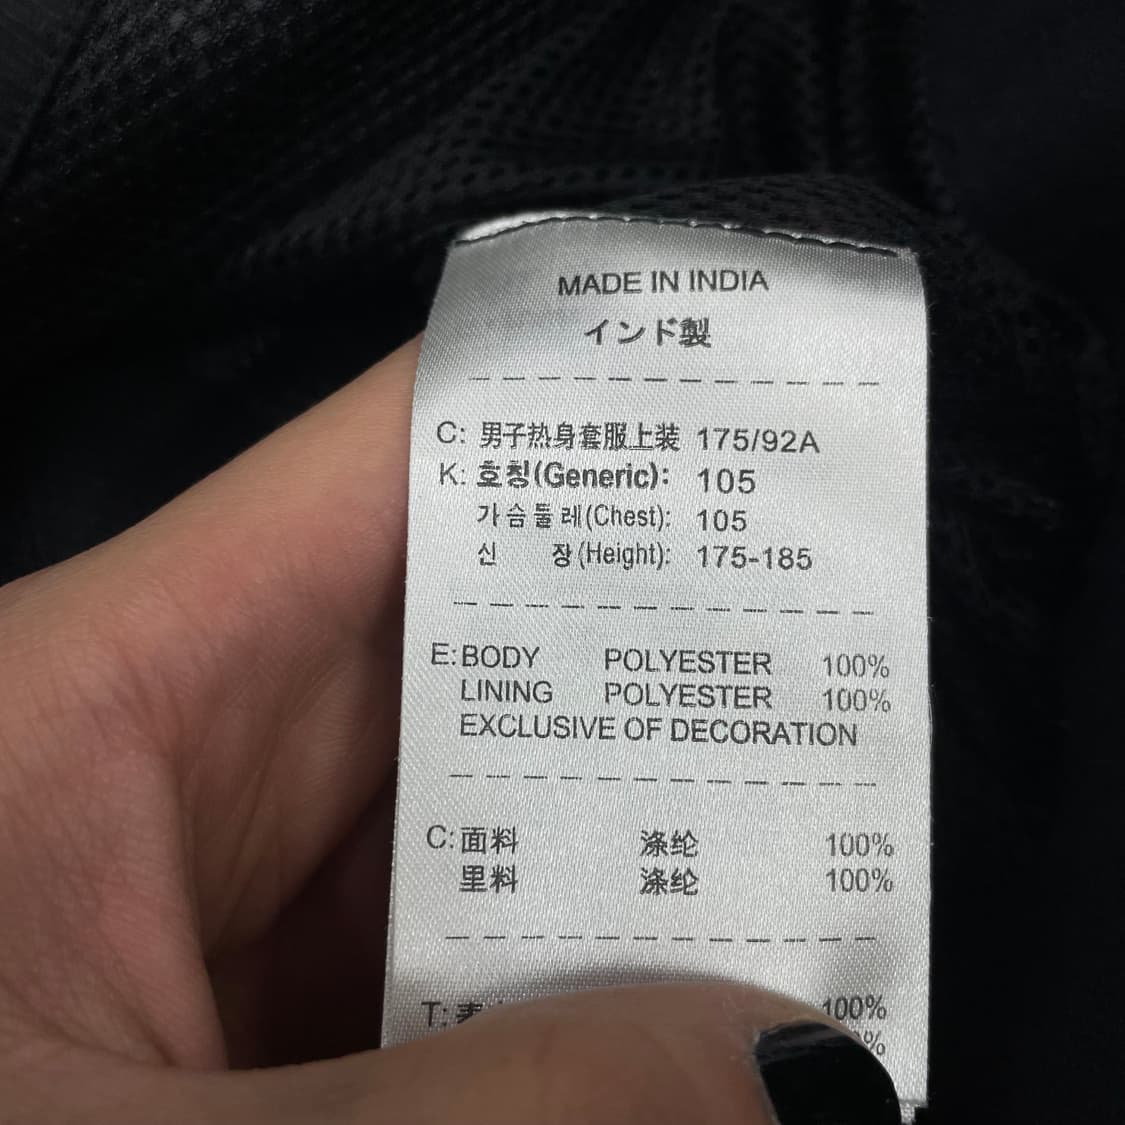 MADE IN INDIA
インド製
C: 男子热身套服上装 175/92A
K: 호칭(Generic): 105
가슴둘레(Chest): 105
신 장(Height): 175-185
E: BODY POLYESTER 100%
LINING POLYESTER 100%
EXCLUSIVE OF DECORATION
C: 面料 涤纶 100%
里料 涤纶 100%
T: 100%